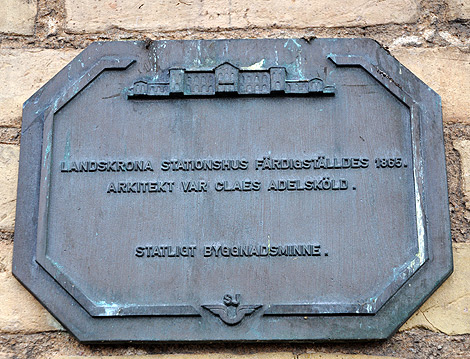 LANDSKRONA STATIONSHUS FÄRDIGSTÄLLDES 1865.
ARKITEKT VAR CLAES ADELSKÖLD.
STATLIGT BYGGNADSMINNE.
SJ